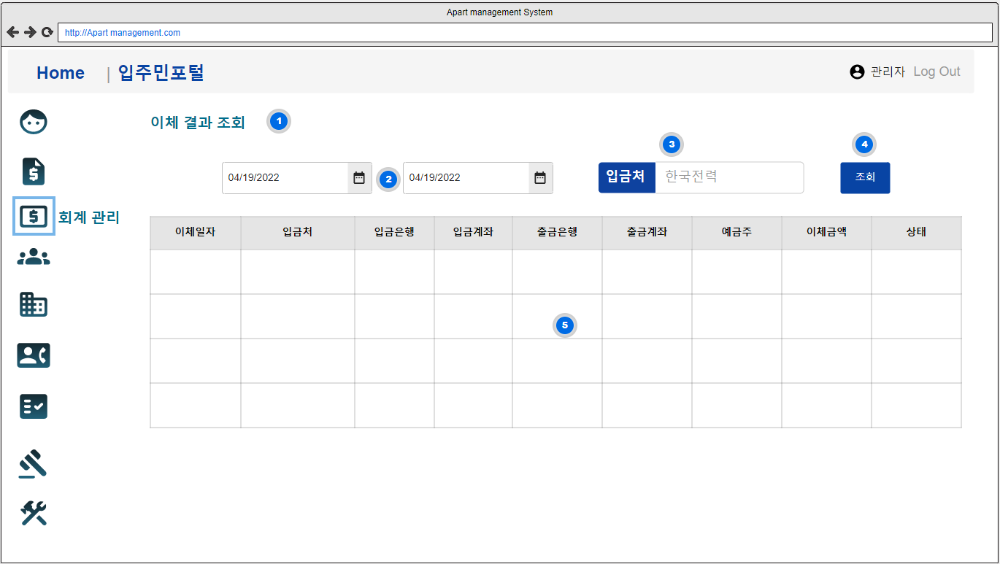 Apart management System
http://Apart management.com
Home | 입주민포털 관리자 Log Out
이체 결과 조회 1
3 4
04/19/2022 2 04/19/2022 입금처 한국전력 조회
회계 관리
이체일자 입금처 입금은행 입금계좌 출금은행 출금계좌 예금주 이체금액 상태
5